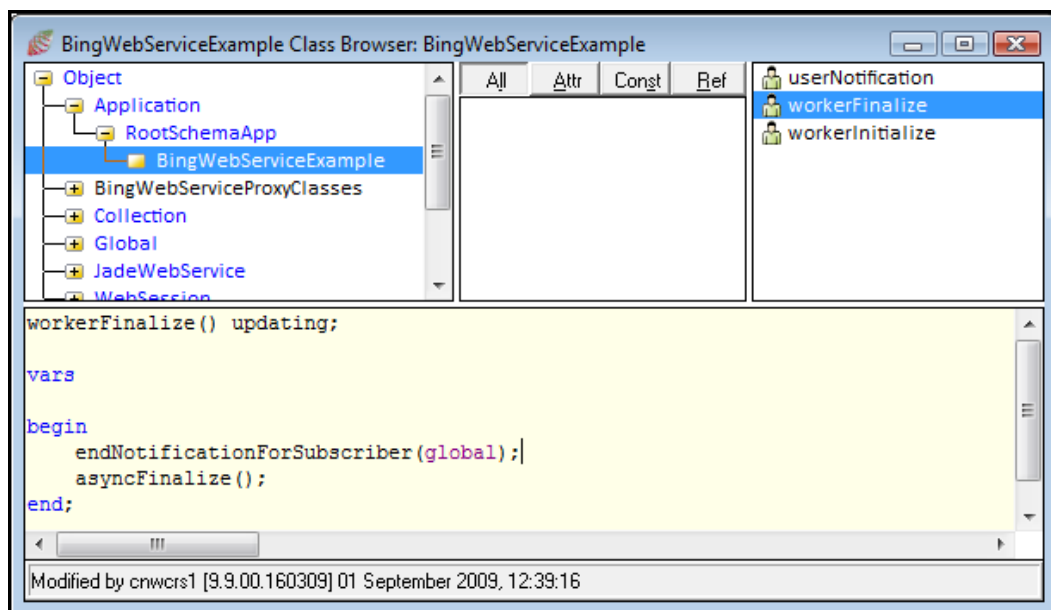 BingWebServiceExample Class Browser: BingWebServiceExample
Object
Application
RootSchemaApp
BingWebServiceExample
BingWebServiceProxyClasses
Collection
Global
JadeWebService
WebSession
All Attr Const Ref
userNotification
workerFinalize
workerInitialize
workerFinalize() updating;
vars
begin
endNotificationForSubscriber(global);
asyncFinalize();
end;
Modified by cnwcrs1 [9.9.00.160309] 01 September 2009, 12:39:16